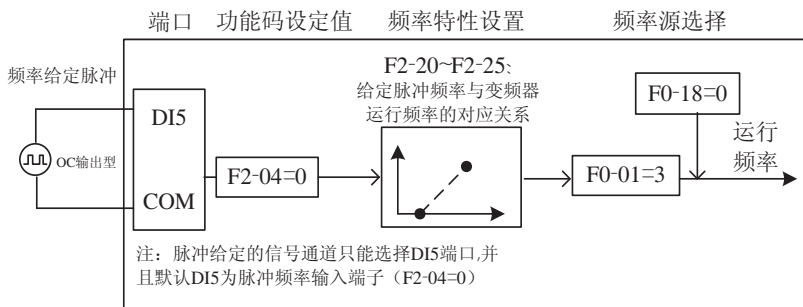 端口
功能码设定值
频率特性设置
频率源选择
频率给定脉冲
OC输出型
DI5
COM
F2-04=0
F2-20~F2-25:
给定脉冲频率与变频器
运行频率的对应关系
F0-01=3
F0-18=0
运行
频率
注：脉冲给定的信号通道只能选择DI5端口,并
且默认DI5为脉冲频率输入端子（F2-04=0）